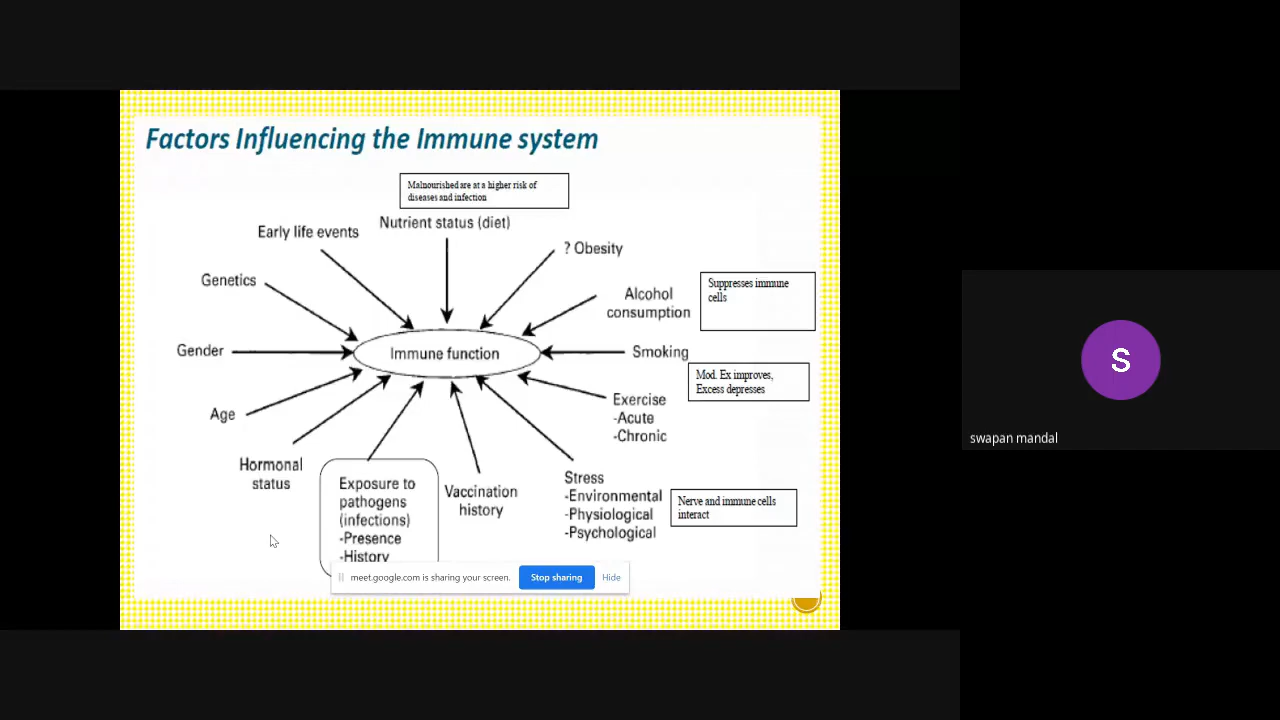 Factors Influencing the Immune system
Malnourished are at a higher risk of
diseases and infection
Nutrient status (diet)
Early life events
? Obesity
Genetics
Alcohol
consumption
Suppresses immune
cells
Gender
Immune function
Smoking
Mod. Ex improves,
Excess depresses
Exercise
-Acute
-Chronic
Age
Hormonal
status
Exposure to
pathogens
(infections)
-Presence
-History
Vaccination
history
Stress
-Environmental
-Physiological
-Psychological
Nerve and immune cells
interact
meet.google.com is sharing your screen.
Stop sharing
Hide
S
swapan mandal